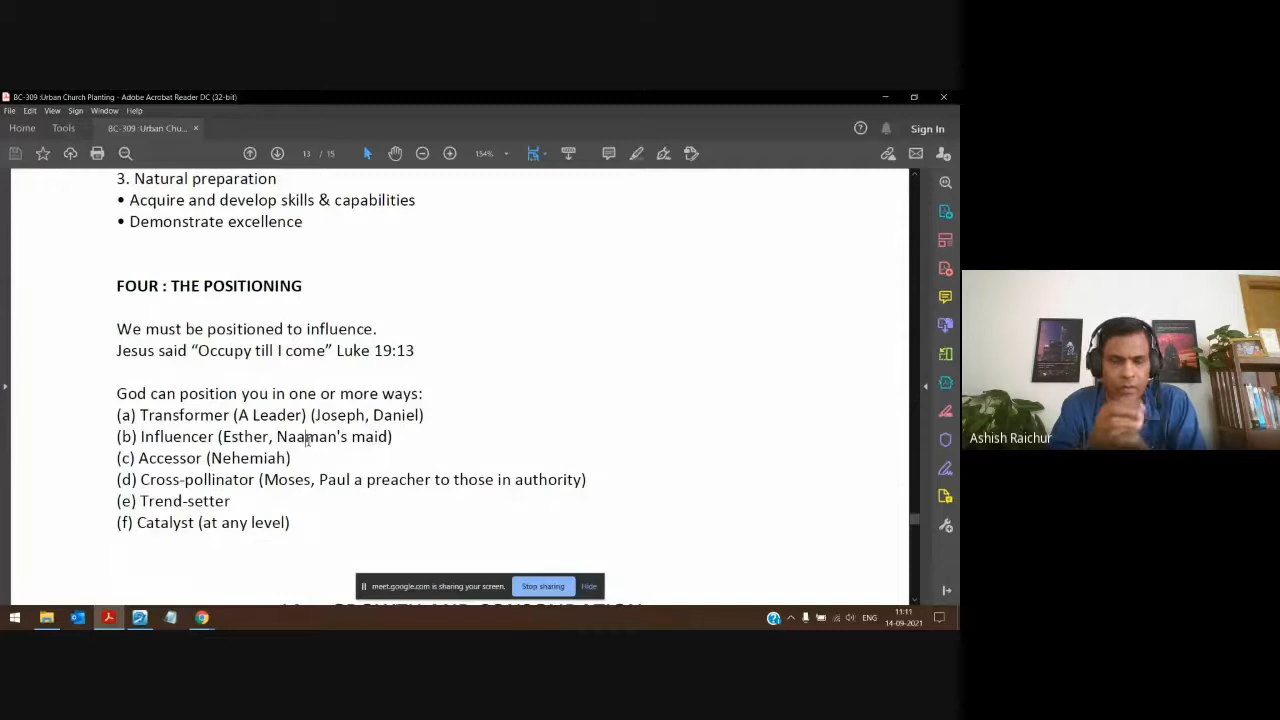 BC-309 :Urban Church Planting - Adobe Acrobat Reader DC (32-bit)
File Edit View Sign Window Help
Home Tools BC-309 :Urban Chu... × Sign In
13 / 15 154%
3. Natural preparation
• Acquire and develop skills & capabilities
• Demonstrate excellence
FOUR : THE POSITIONING
We must be positioned to influence.
Jesus said “Occupy till I come” Luke 19:13
God can position you in one or more ways:
(a) Transformer (A Leader) (Joseph, Daniel)
(b) Influencer (Esther, Naaman's maid)
(c) Accessor (Nehemiah)
(d) Cross-pollinator (Moses, Paul a preacher to those in authority)
(e) Trend-setter
(f) Catalyst (at any level)
meet.google.com is sharing your screen. Stop sharing Hide
GROWTH AND CONSOLIDATION
ENG
11:11
14-09-2021
Ashish Raichur